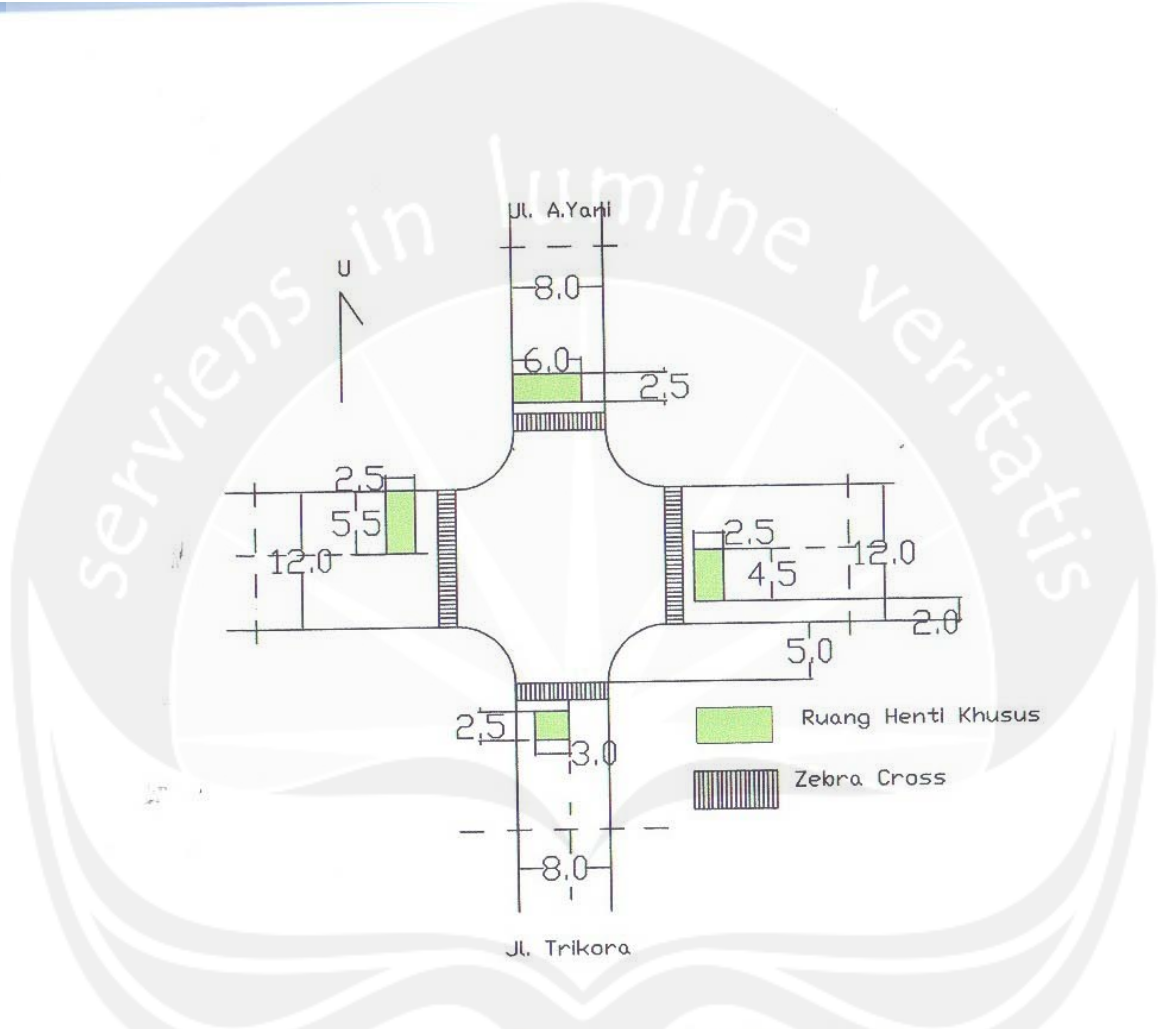 serviens in lumine veritatis
Jl. A.Yani
U
8.0
6.0
2.5
2.5
5.5
12.0
2.5
4.5
12.0
2.0
5.0
2.5
3.0
Ruang Henti Khusus
Zebra Cross
8.0
Jl. Trikora